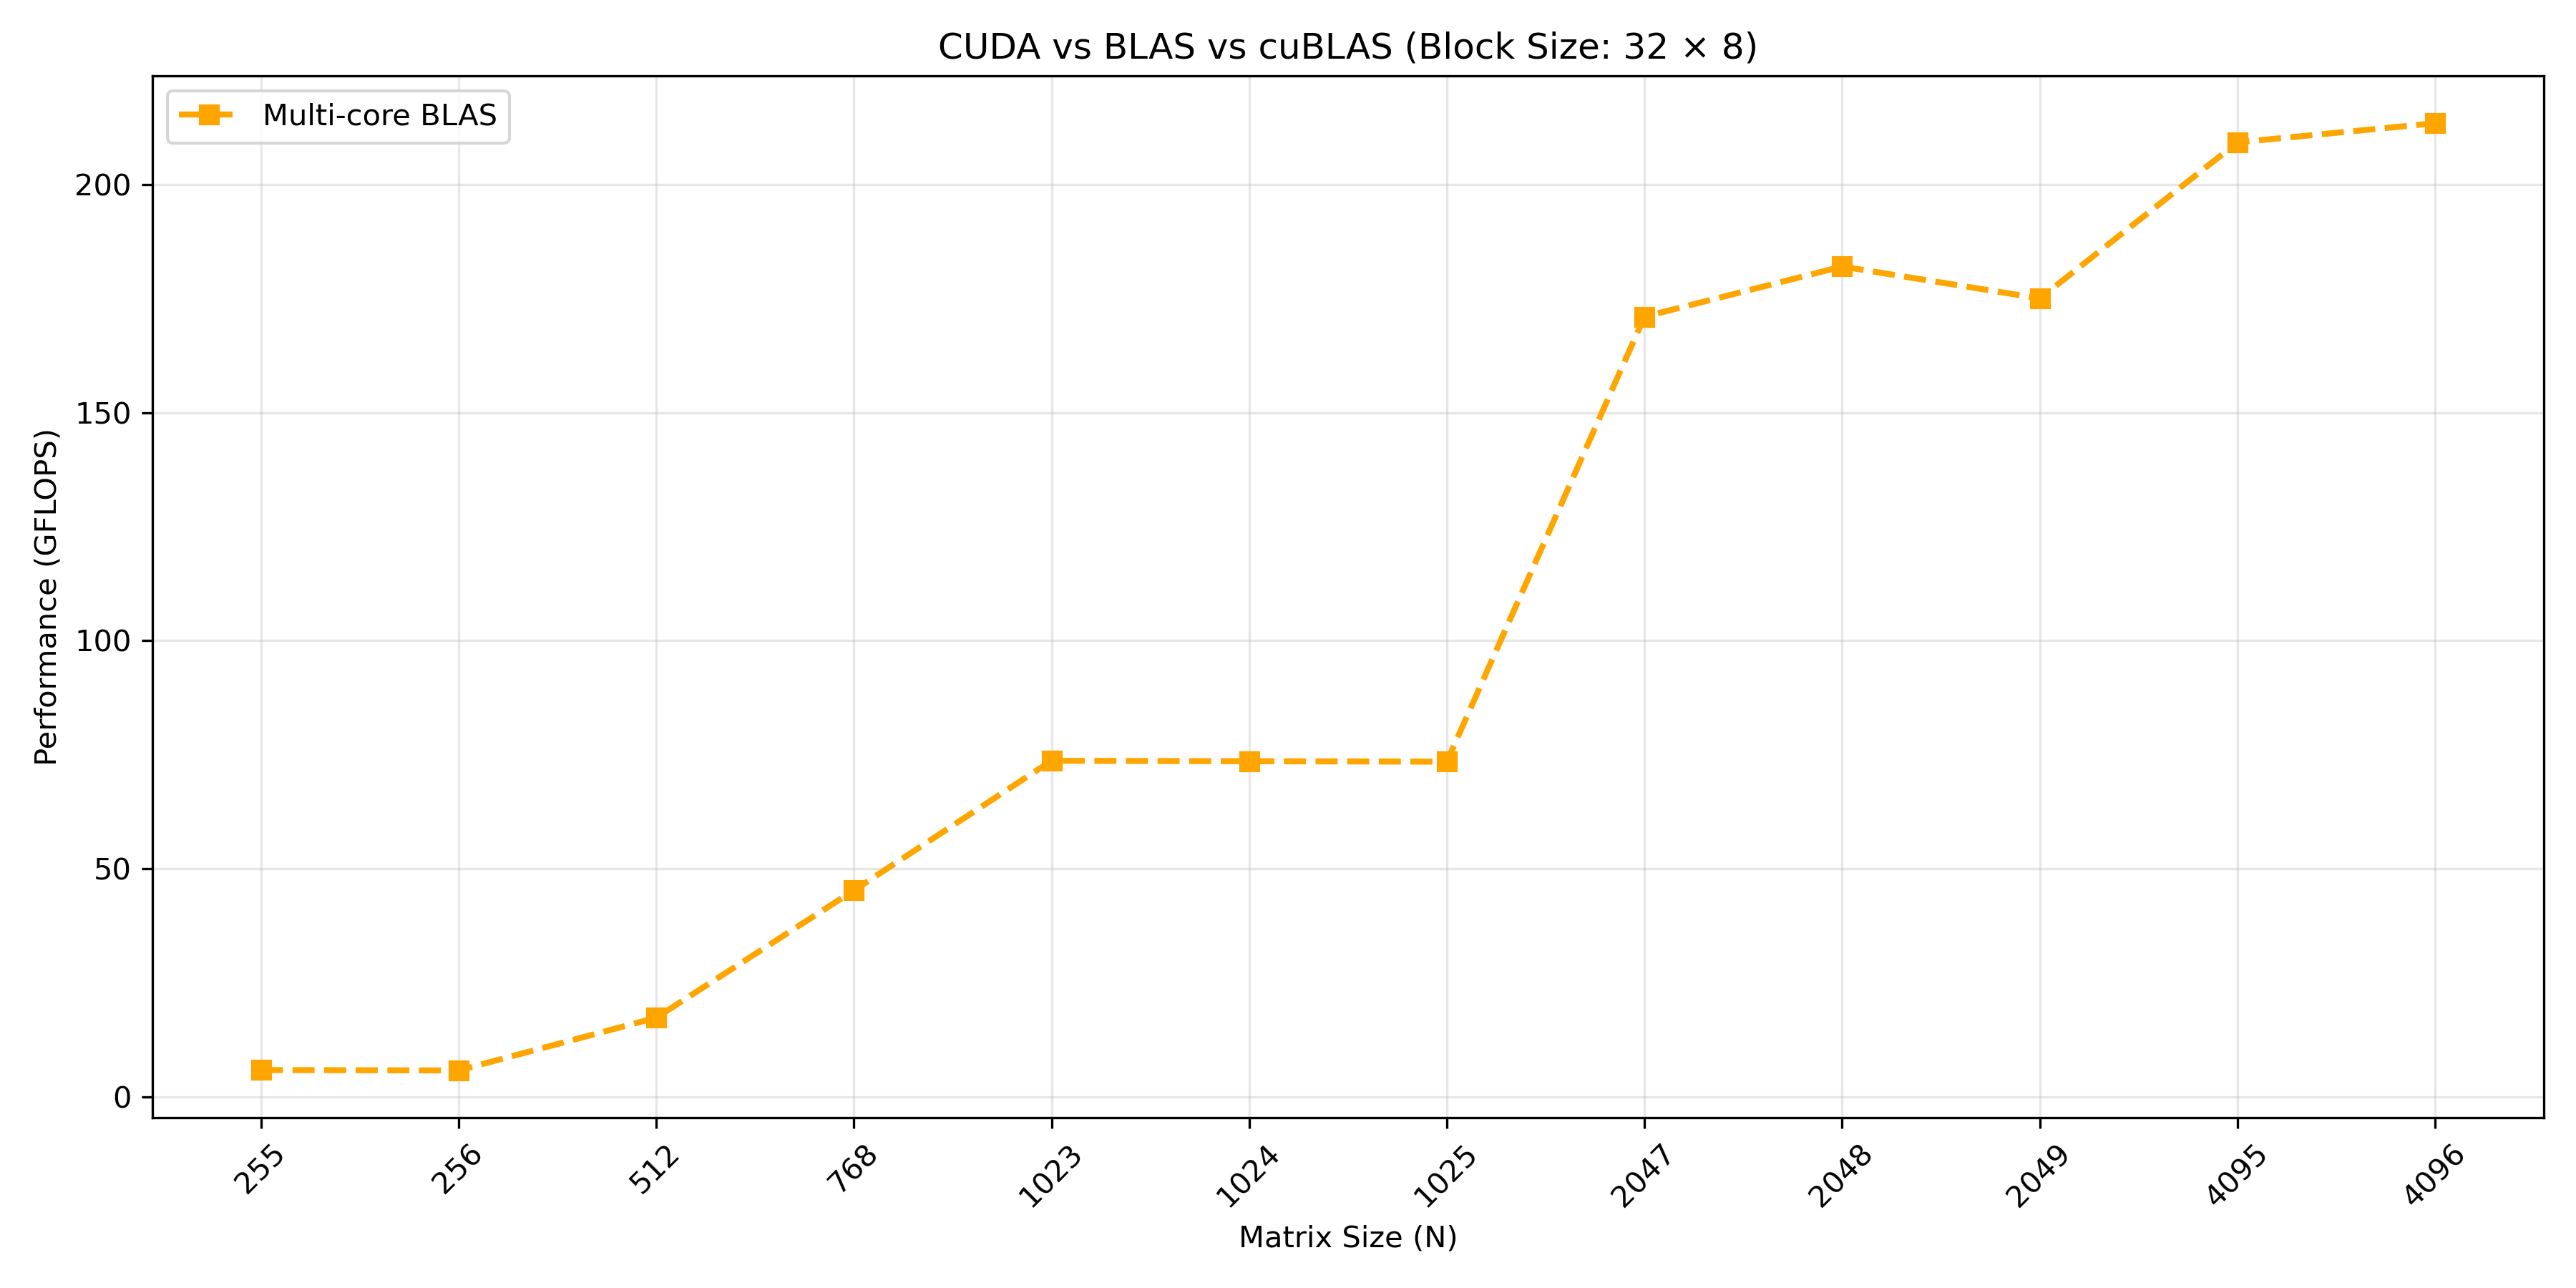 CUDA vs BLAS vs cuBLAS (Block Size: 32 × 8)
Multi-core BLAS
Performance (GFLOPS)
200
150
100
50
0
255 256 512 768 1023 1024 1025 2047 2048 2049 4095 4096
Matrix Size (N)